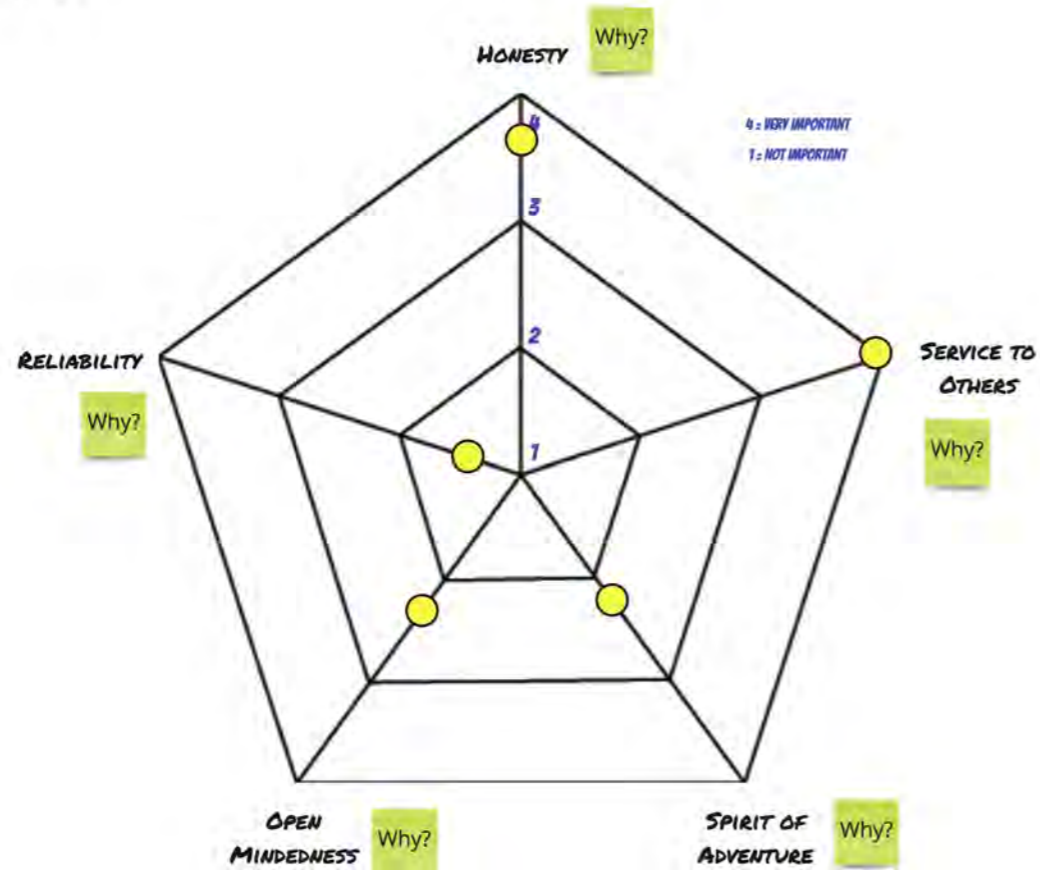 HONESTY
Why?
4 = VERY IMPORTANT
1 = NOT IMPORTANT
4
3
2
1
RELIABILITY
Why?
SERVICE TO
OTHERS
Why?
OPEN
MINDEDNESS
Why?
SPIRIT OF
ADVENTURE
Why?